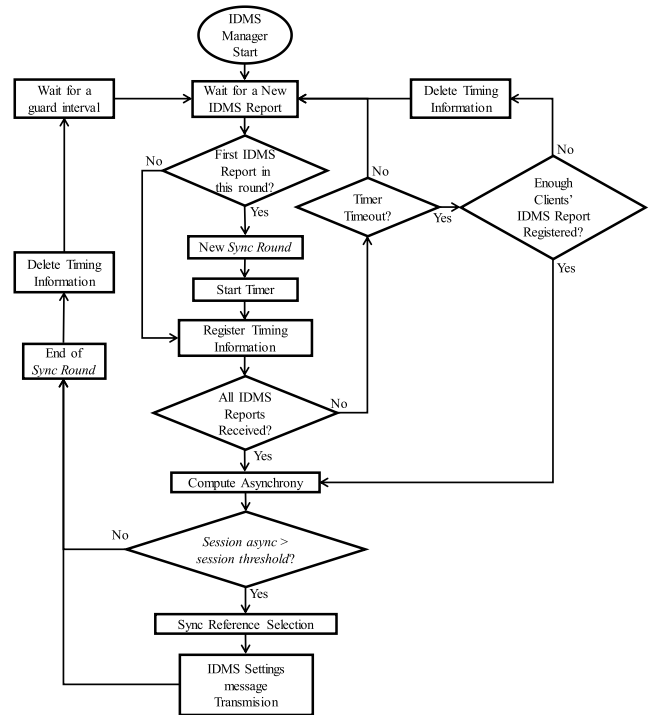 IDMS
Manager
Start
Wait for a
guard interval
Wait for a New
IDMS Report
Delete Timing
Information
No
First IDMS
Report in
this round?
Yes
No
Timer
Timeout?
Yes
No
Enough
Clients'
IDMS Report
Registered?
Yes
New Sync Round
Delete Timing
Information
Start Timer
Register Timing
Information
End of
Sync Round
All IDMS
Reports
Received?
No
Yes
Compute Asynchrony
No
Session async >
session threshold?
Yes
Sync Reference Selection
IDMS Settings
message
Transmision